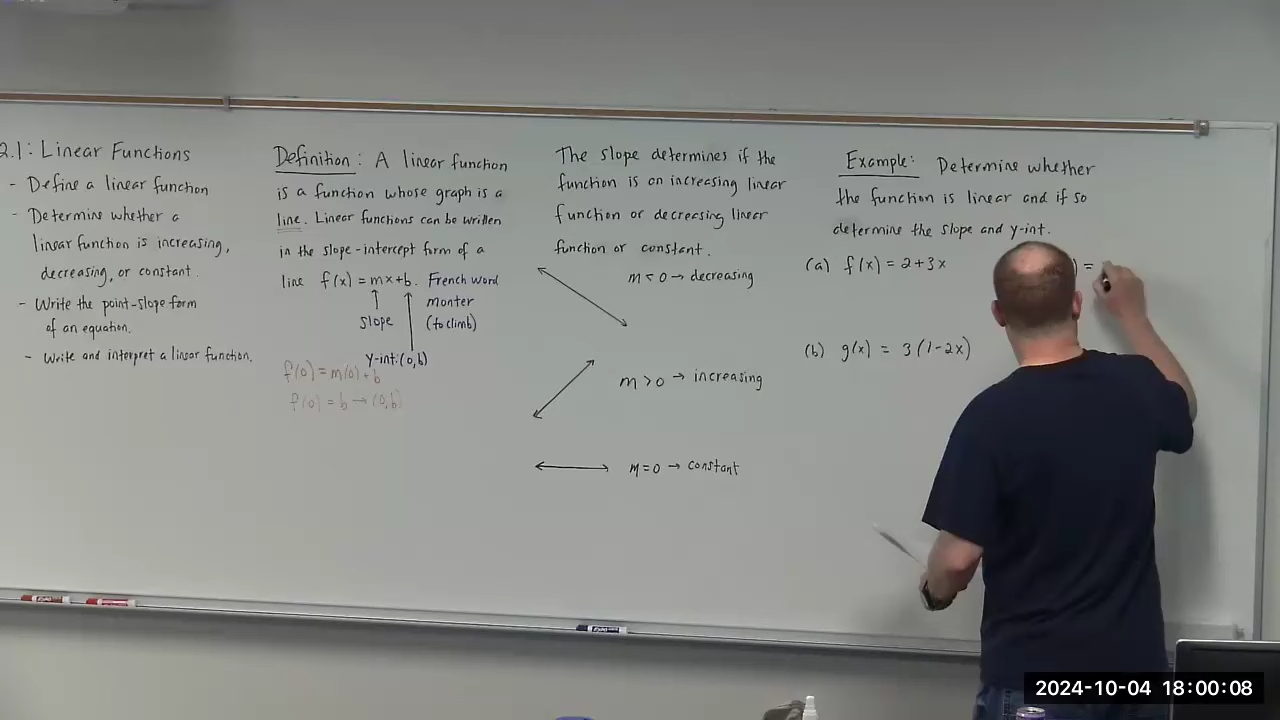 2.1: Linear Functions
- Define a linear function
- Determine whether a
linear function is increasing,
decreasing, or constant.
- Write the point-slope form
of an equation.
- Write and interpret a linear function.
Definition: A linear function
is a function whose graph is a
line. Linear functions can be written
in the slope-intercept form of a
line f(x) = mx+b. French word
monter
slope (to climb)
y-int:(0,b)
f(0) = m(0) + b
f(0) = b → (0,b)
The slope determines if the
function is an increasing linear
function or decreasing linear
function or constant.
m < 0 → decreasing
m > 0 → increasing
m = 0 → constant
Example: Determine whether
the function is linear and if so
determine the slope and y-int.
(a) f(x) = 2+3x
) =
(b) g(x) = 3(1-2x)
2024-10-04 18:00:08